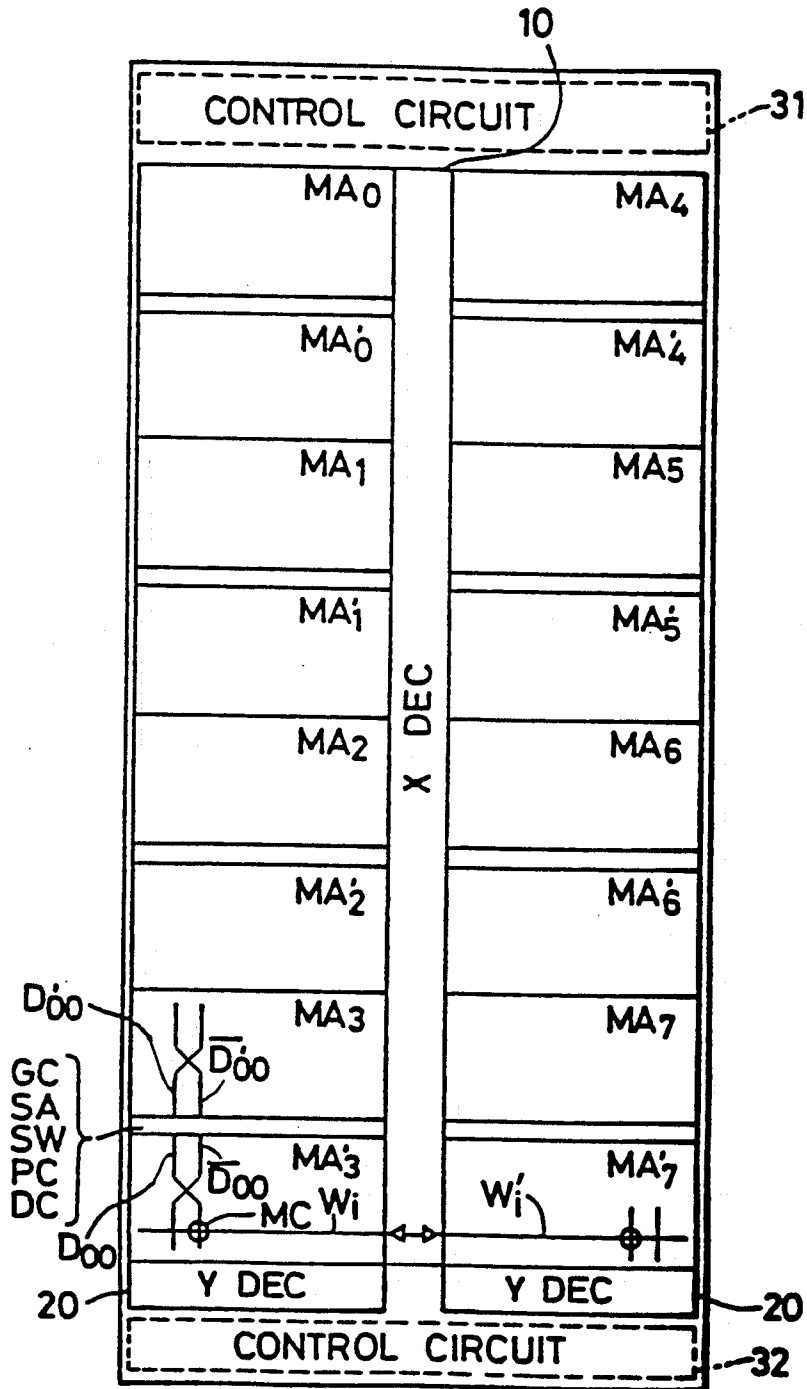 10
CONTROL CIRCUIT
31
MA0 MA4
MA'0 MA'4
MA1 MA5
MA'1 MA'5
X DEC
MA2 MA6
MA'2 MA'6
D'00
MA3 MA7
D̅'00
GC
SA
SW
PC
DC
MA'3 MA'7
D̅00
D00
MC
Wi
W'i
20
Y DEC Y DEC
20
CONTROL CIRCUIT
32